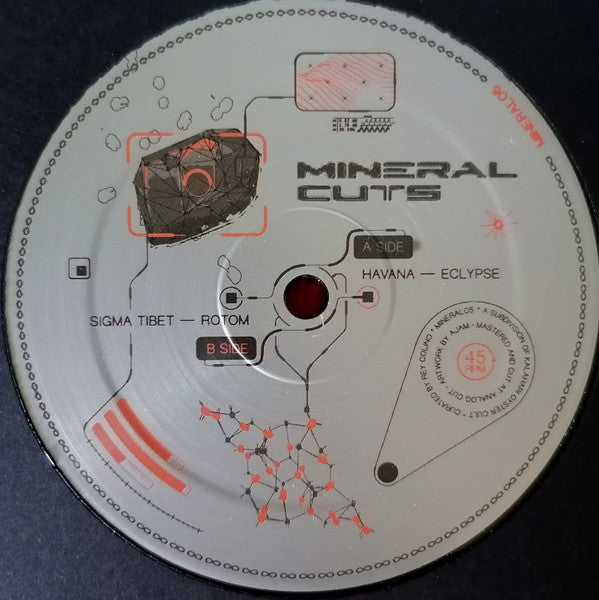 MINERAL05
MINERAL
CUTS
A SIDE
HAVANA — ECLYPSE
SIGMA TIBET — ROTOM
B SIDE
45
RPM
* CURATED BY REY COLINO * MINERAL05 * A SUBDIVISION OF KALAHARI OYSTER CULT * ARTWORK BY AJAM - MASTERED AND CUT AT ANALOG CUT